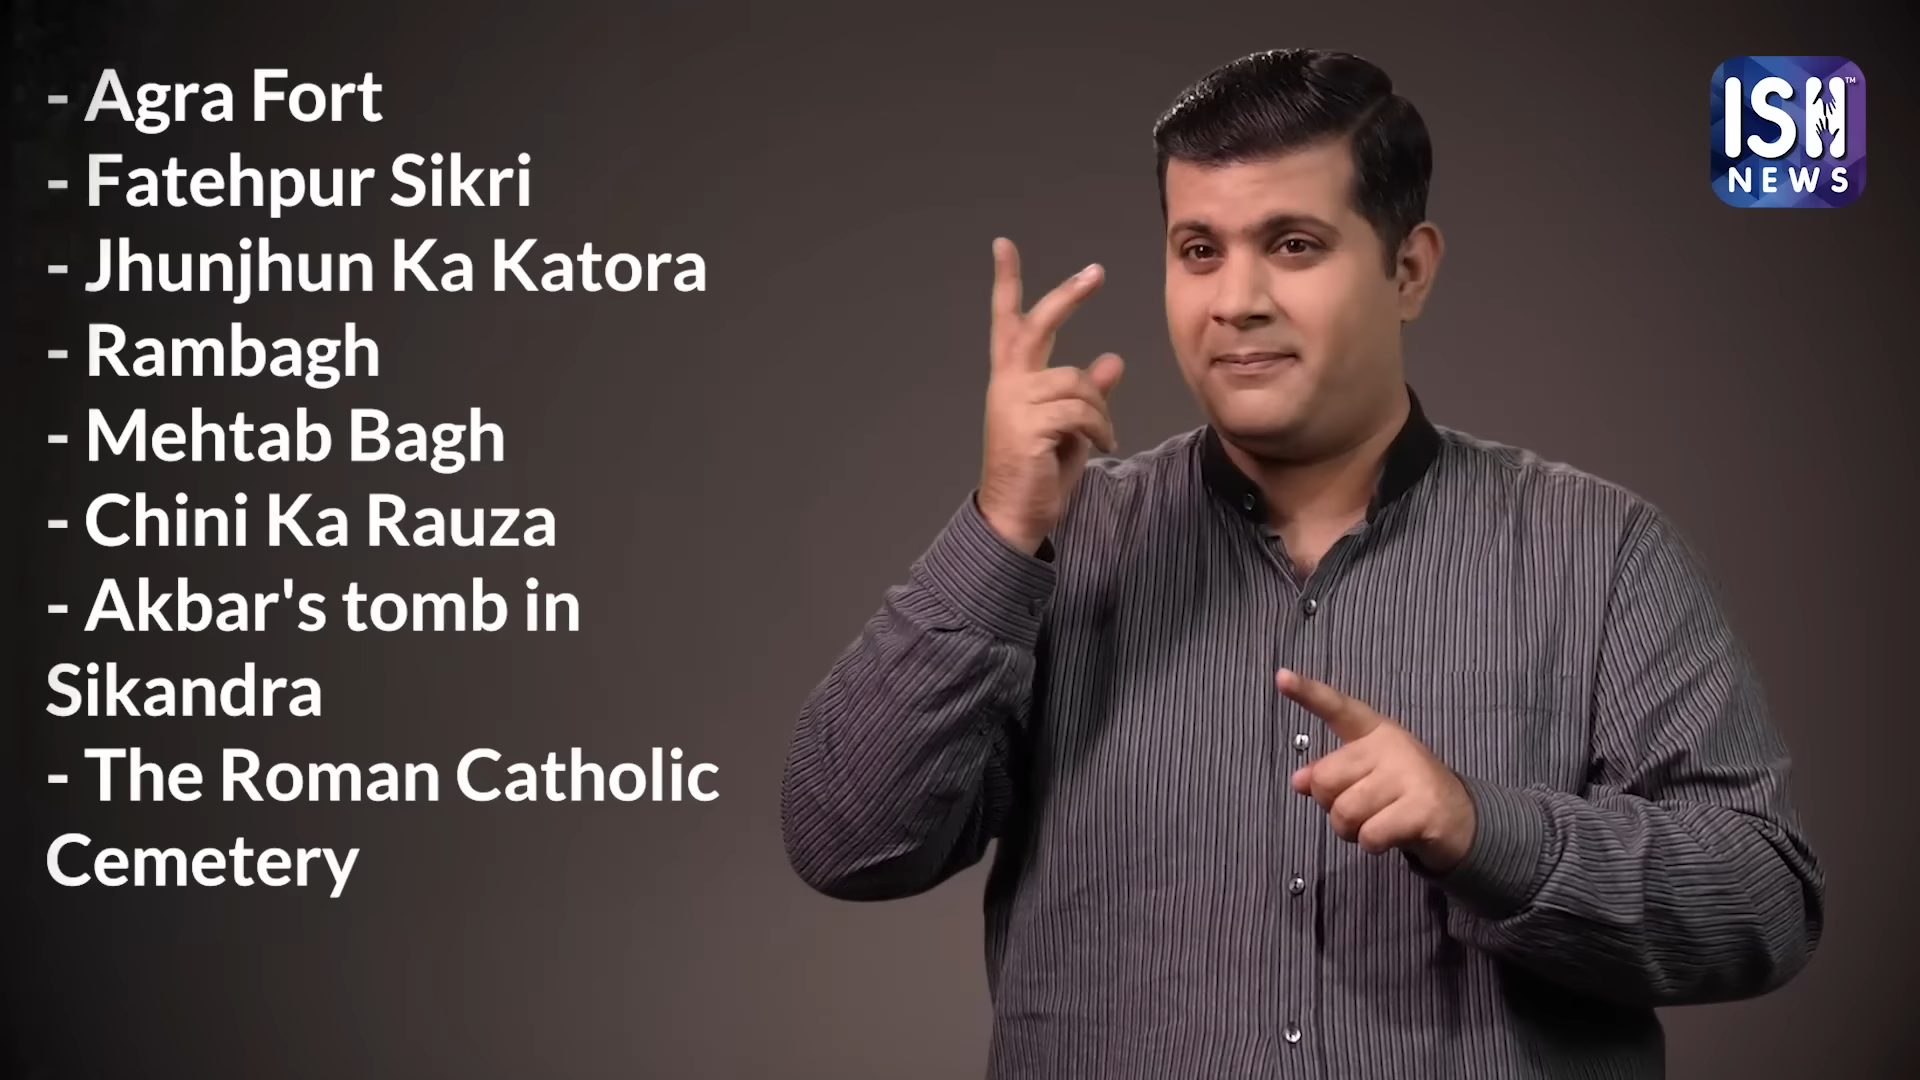 - Agra Fort
- Fatehpur Sikri
- Jhunjhun Ka Katora
- Rambagh
- Mehtab Bagh
- Chini Ka Rauza
- Akbar's tomb in
Sikandra
- The Roman Catholic
Cemetery
ISH™
NEWS